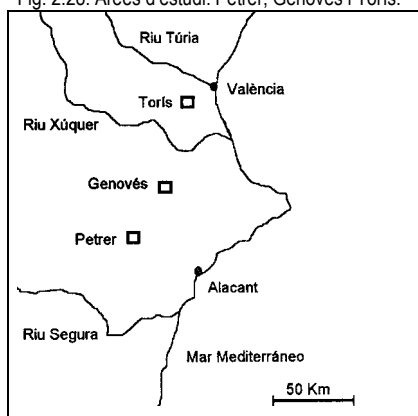 Fig. 2.20. Àrees d'estudi: Petrer, Genovés i Torís.
Riu Túria
València
Torís
Riu Xúquer
Genovés
Petrer
Alacant
Riu Segura
Mar Mediterráneo
50 Km